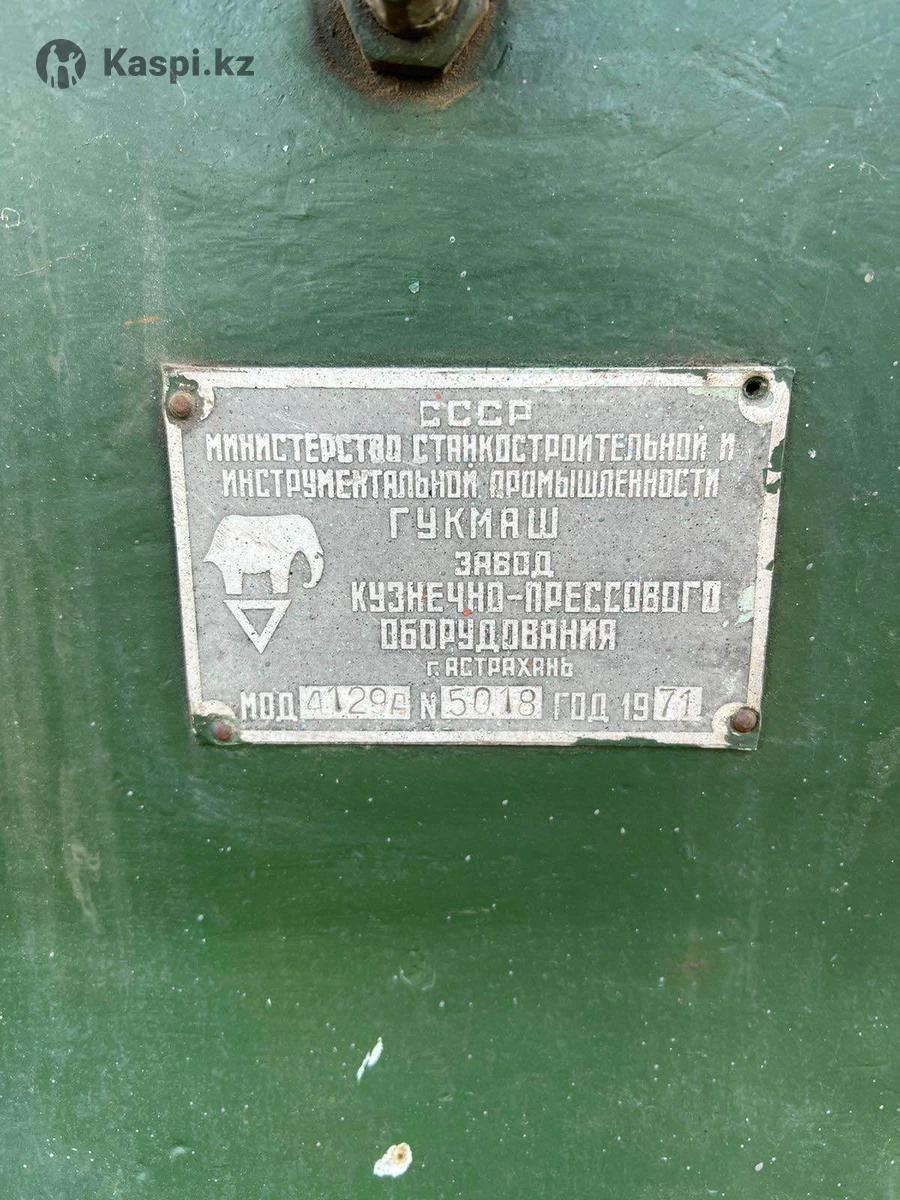 Kaspi.kz
СССР
МИНИСТЕРСТВО СТАНКОСТРОИТЕЛЬНОЙ И
ИНСТРУМЕНТАЛЬНОЙ ПРОМЫШЛЕННОСТИ
ГУКМАШ
ЗАВОД
КУЗНЕЧНО-ПРЕССОВОГО
ОБОРУДОВАНИЯ
г. АСТРАХАНЬ
МОД 4129А N 5018 ГОД 1971